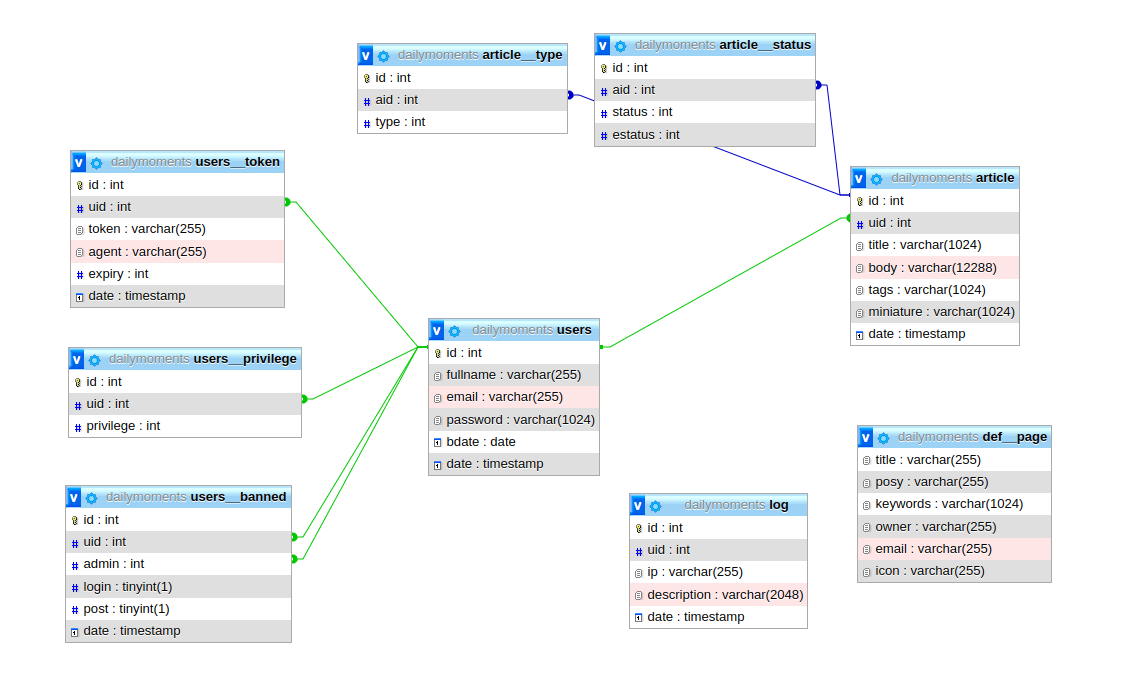 v dailymoments article__type
id : int
aid : int
type : int
v dailymoments article__status
id : int
aid : int
status : int
estatus : int
v dailymoments users__token
id : int
uid : int
token : varchar(255)
agent : varchar(255)
expiry : int
date : timestamp
v dailymoments article
id : int
uid : int
title : varchar(1024)
body : varchar(12288)
tags : varchar(1024)
miniature : varchar(1024)
date : timestamp
v dailymoments users
id : int
fullname : varchar(255)
email : varchar(255)
password : varchar(1024)
bdate : date
date : timestamp
v dailymoments users__privilege
id : int
uid : int
privilege : int
v dailymoments def__page
title : varchar(255)
posy : varchar(255)
keywords : varchar(1024)
owner : varchar(255)
email : varchar(255)
icon : varchar(255)
v dailymoments users__banned
id : int
uid : int
admin : int
login : tinyint(1)
post : tinyint(1)
date : timestamp
v dailymoments log
id : int
uid : int
ip : varchar(255)
description : varchar(2048)
date : timestamp